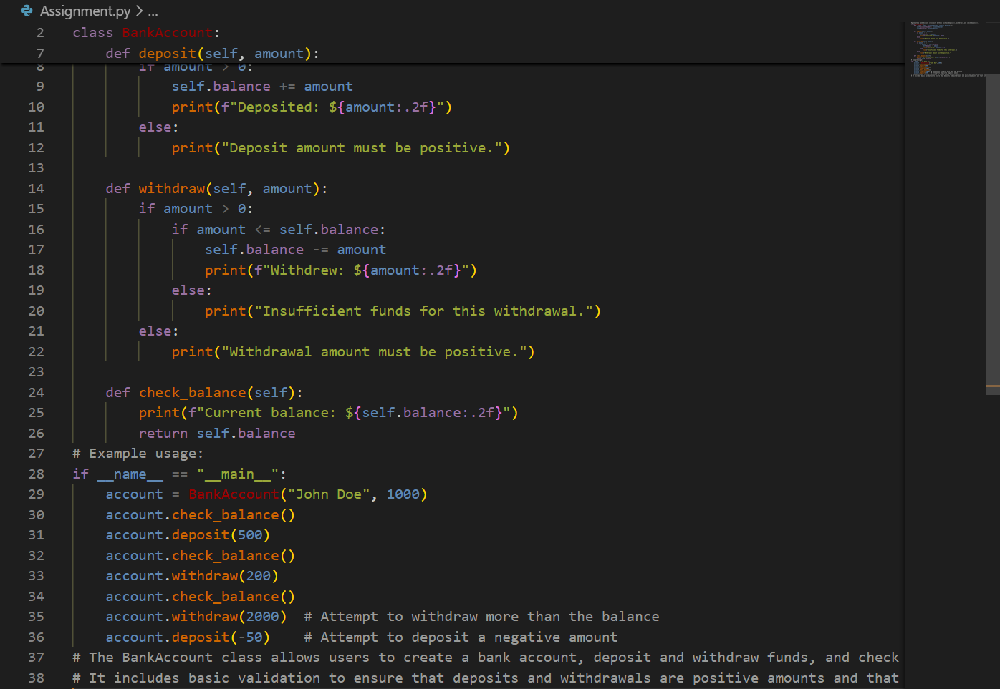 Assignment.py > ...
2 class BankAccount:
7     def deposit(self, amount):
8         if amount > 0:
9             self.balance += amount
10             print(f"Deposited: ${amount:.2f}")
11         else:
12             print("Deposit amount must be positive.")
13
14     def withdraw(self, amount):
15         if amount > 0:
16             if amount <= self.balance:
17                 self.balance -= amount
18                 print(f"Withdrew: ${amount:.2f}")
19             else:
20                 print("Insufficient funds for this withdrawal.")
21         else:
22             print("Withdrawal amount must be positive.")
23
24     def check_balance(self):
25         print(f"Current balance: ${self.balance:.2f}")
26         return self.balance
27 # Example usage:
28 if __name__ == "__main__":
29     account = BankAccount("John Doe", 1000)
30     account.check_balance()
31     account.deposit(500)
32     account.check_balance()
33     account.withdraw(200)
34     account.check_balance()
35     account.withdraw(2000)  # Attempt to withdraw more than the balance
36     account.deposit(-50)    # Attempt to deposit a negative amount
37 # The BankAccount class allows users to create a bank account, deposit and withdraw funds, and check
38 # It includes basic validation to ensure that deposits and withdrawals are positive amounts and that